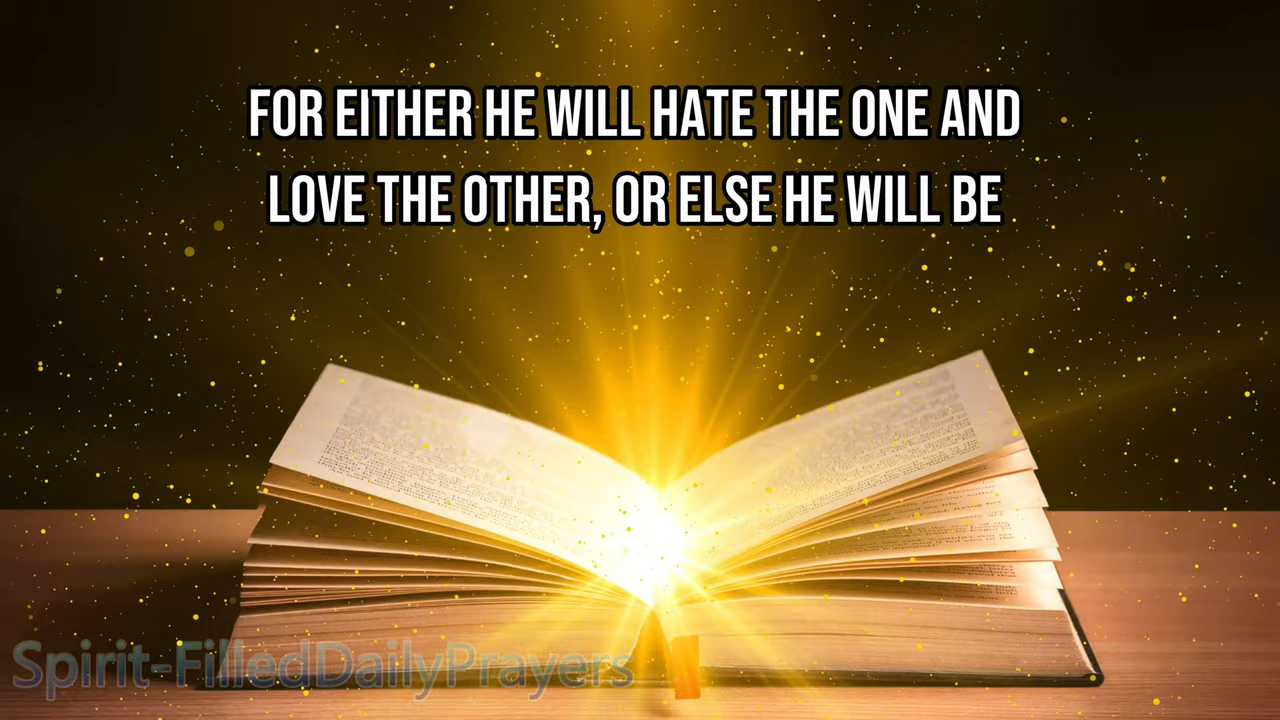 FOR EITHER HE WILL HATE THE ONE AND
LOVE THE OTHER, OR ELSE HE WILL BE
Spirit-FilledDailyPrayers